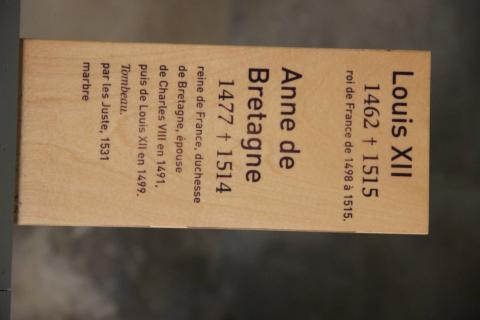 Louis XII
1462 † 1515
roi de France de 1498 à 1515.
Anne de
Bretagne
1477 † 1514
reine de France, duchesse
de Bretagne, épouse
de Charles VIII en 1491,
puis de Louis XII en 1499.
Tombeau.
par les Juste, 1531
marbre